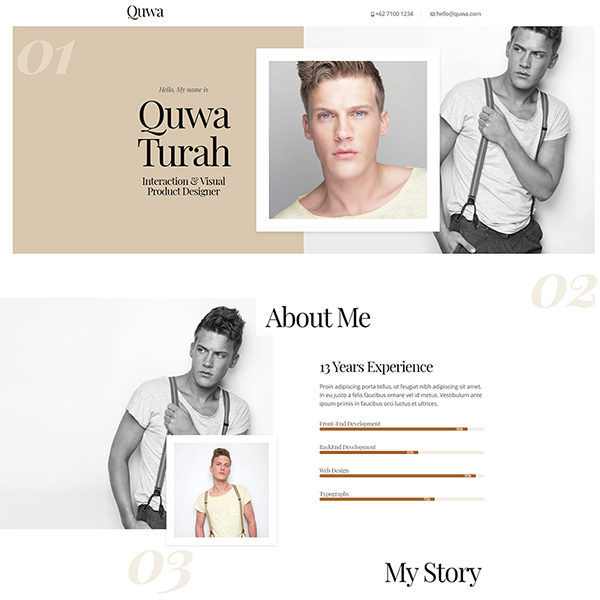 Quwa
+62 7100 1234
hello@quwa.com
01
Hello, My name is
Quwa
Turah
Interaction & Visual
Product Designer
02
About Me
13 Years Experience
Proin adipiscing porta tellus, ut feugiat nibh adipiscing sit amet.
In eu justo a felis faucibus ornare vel id metus. Vestibulum ante
ipsum primis in faucibus orci luctus et ultrices.
Front-End Development
BackEnd Development
Web Design
Typography
03
My Story